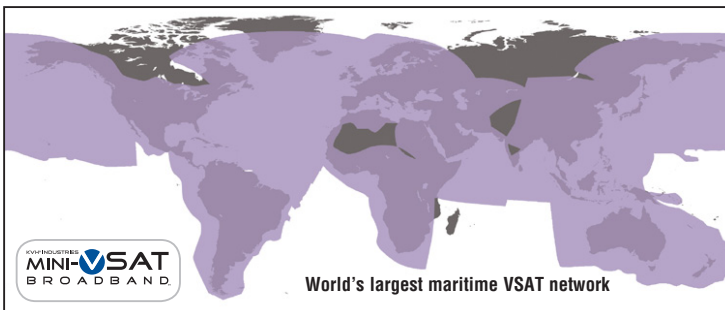 KVH INDUSTRIES
MINI-VSAT
BROADBAND
World's largest maritime VSAT network